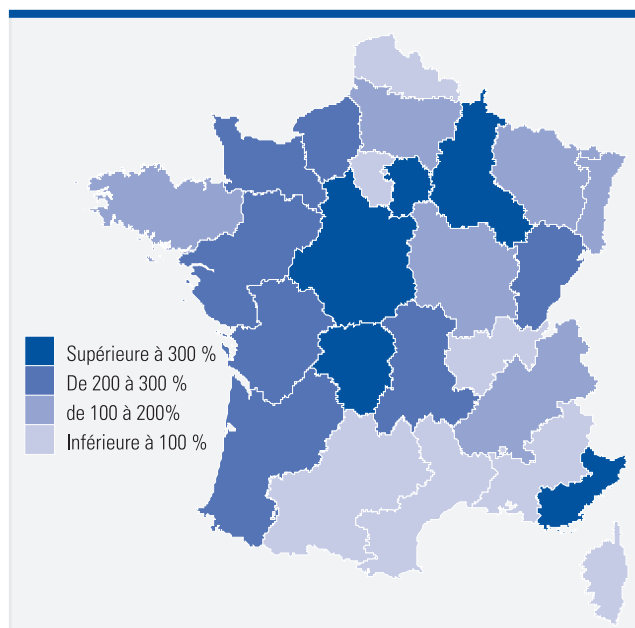 Supérieure à 300 %
De 200 à 300 %
de 100 à 200%
Inférieure à 100 %